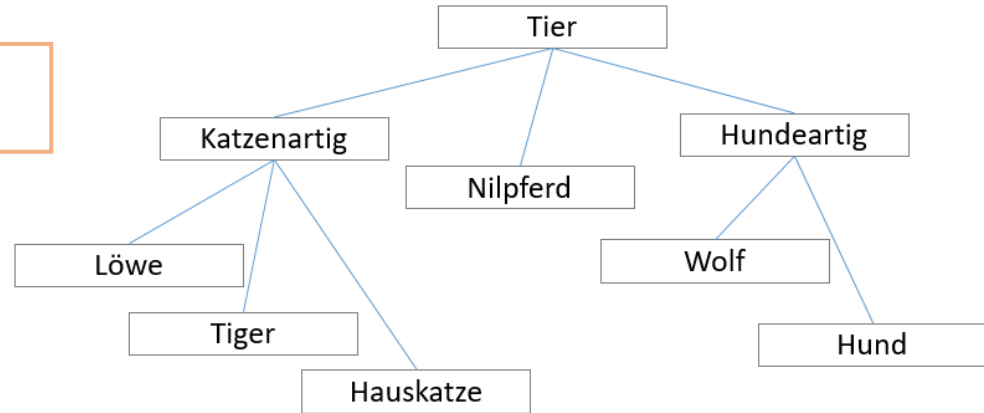 Tier
Katzenartig
Hundeartig
Nilpferd
Löwe
Wolf
Tiger
Hund
Hauskatze